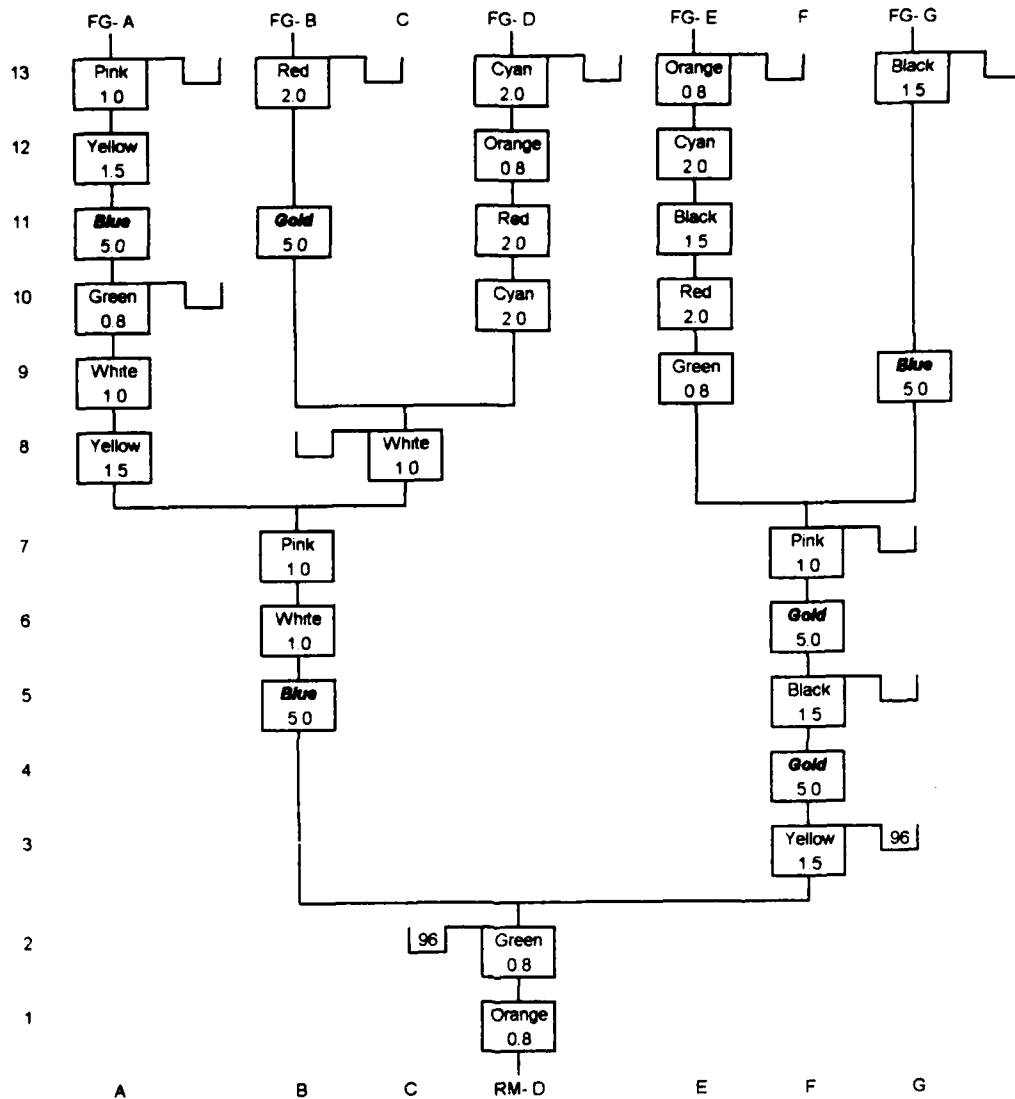 FG- A FG- B C FG- D FG- E F FG- G
13 Pink Red Cyan Orange Black
1.0 2.0 2.0 0.8 1.5
12 Yellow Orange Cyan
1.5 0.8 2.0
11 Blue Gold Red Black
5.0 5.0 2.0 1.5
10 Green Cyan Red
0.8 2.0 2.0
9 White Green Blue
1.0 0.8 5.0
8 Yellow White
1.5 1.0
7 Pink Pink
1.0 1.0
6 White Gold
1.0 5.0
5 Blue Black
5.0 1.5
4 Gold
5.0
3 Yellow 96
1.5
2 96 Green
0.8
1 Orange
0.8
A B C RM- D E F G